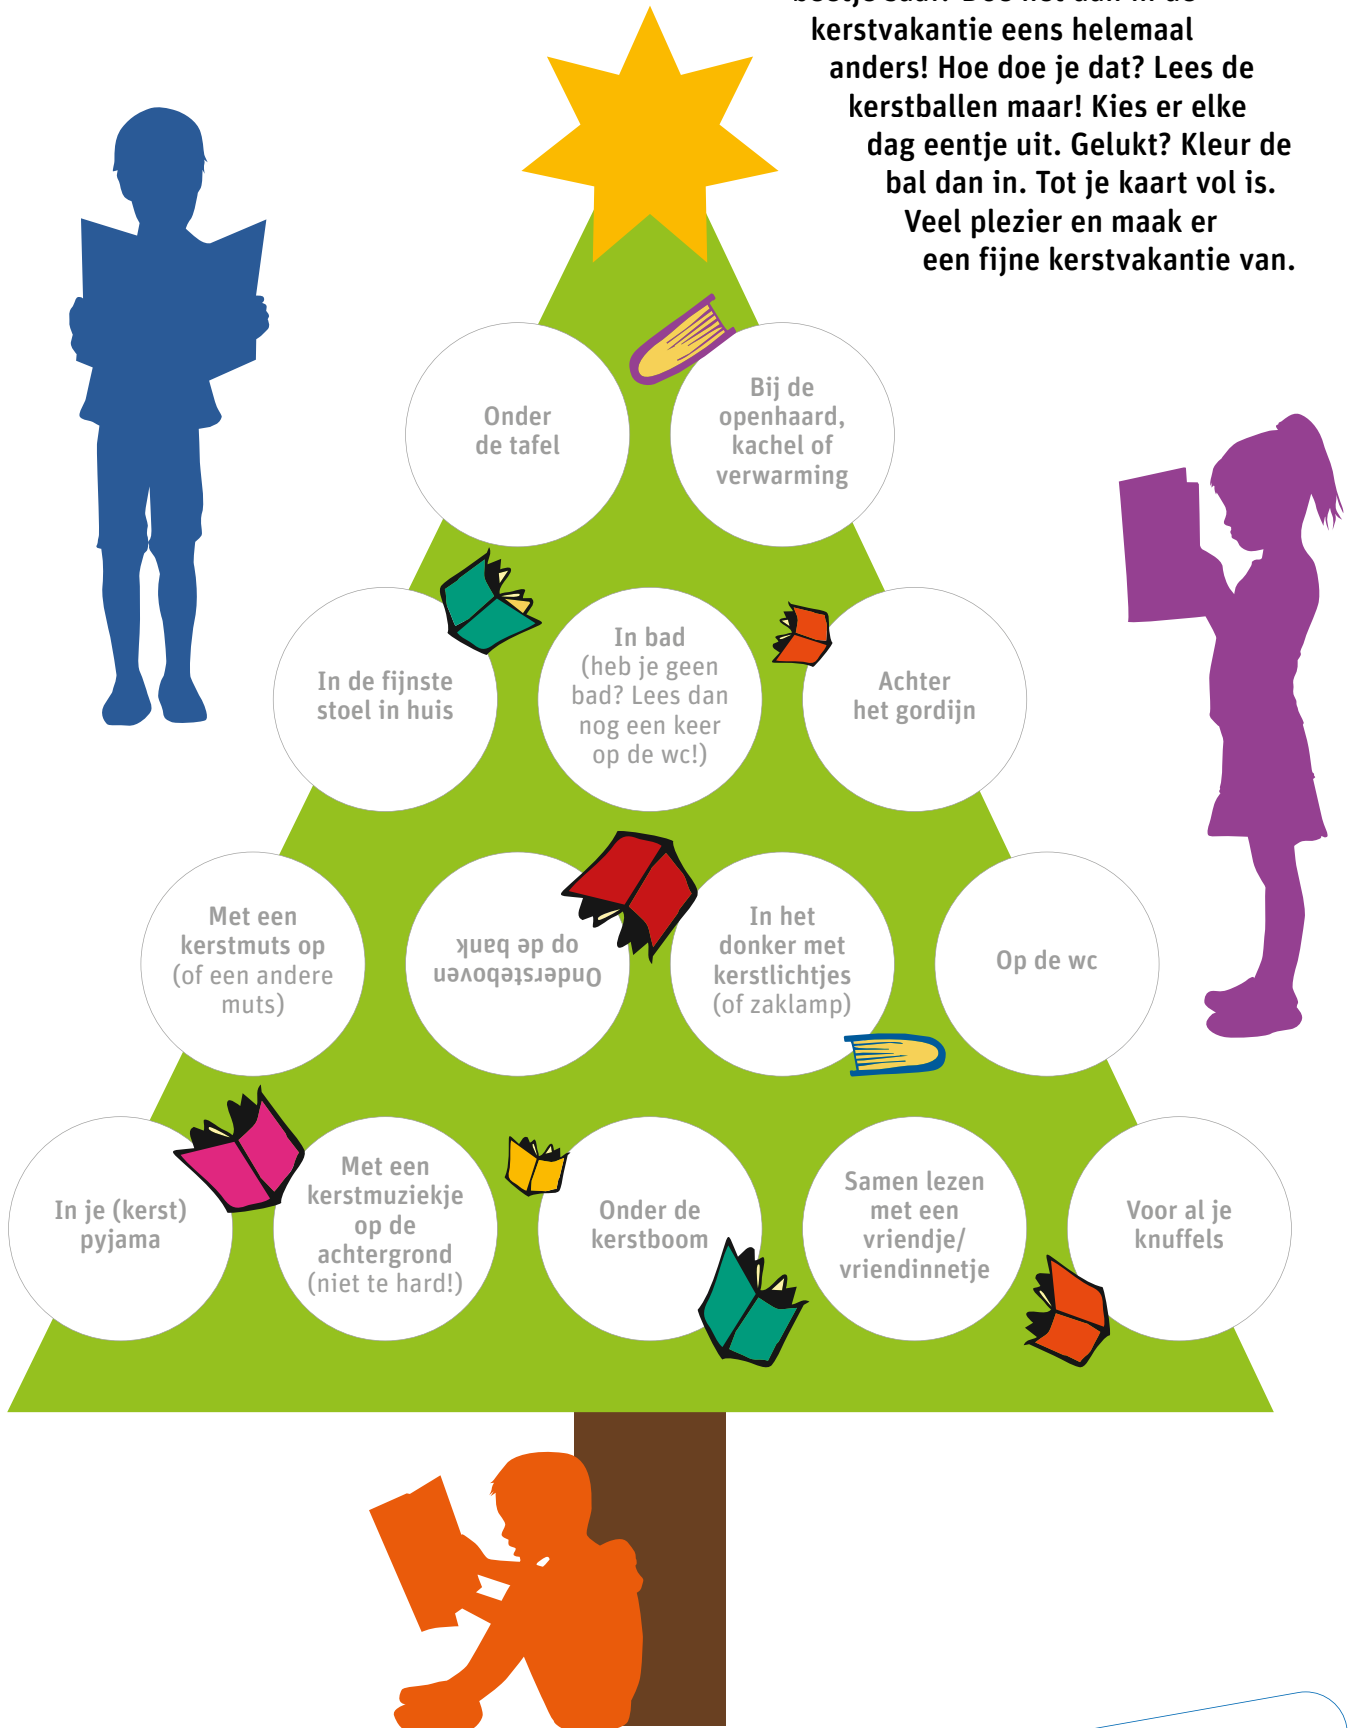 kerstvakantie eens helemaal
anders! Hoe doe je dat? Lees de
kerstballen maar! Kies er elke
dag eentje uit. Gelukt? Kleur de
bal dan in. Tot je kaart vol is.
Veel plezier en maak er
een fijne kerstvakantie van.
Onder
de tafel
Bij de
openhaard,
kachel of
verwarming
In de fijnste
stoel in huis
In bad
(heb je geen
bad? Lees dan
nog een keer
op de wc!)
Achter
het gordijn
Met een
kerstmuts op
(of een andere
muts)
Ondersteboven
op de bank
In het
donker met
kerstlichtjes
(of zaklamp)
Op de wc
In je (kerst)
pyjama
Met een
kerstmuziekje
op de
achtergrond
(niet te hard!)
Onder de
kerstboom
Samen lezen
met een
vriendje/
vriendinnetje
Voor al je
knuffels